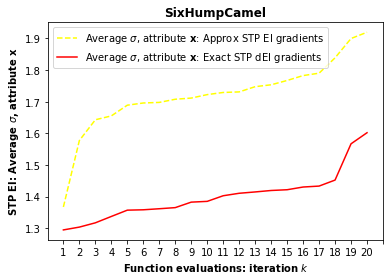 SixHumpCamel
Average σ, attribute x: Approx STP EI gradients
Average σ, attribute x: Exact STP dEI gradients
STP EI: Average σ, attribute x
1.9
1.8
1.7
1.6
1.5
1.4
1.3
1 2 3 4 5 6 7 8 9 10 11 12 13 14 15 16 17 18 19 20
Function evaluations: iteration k